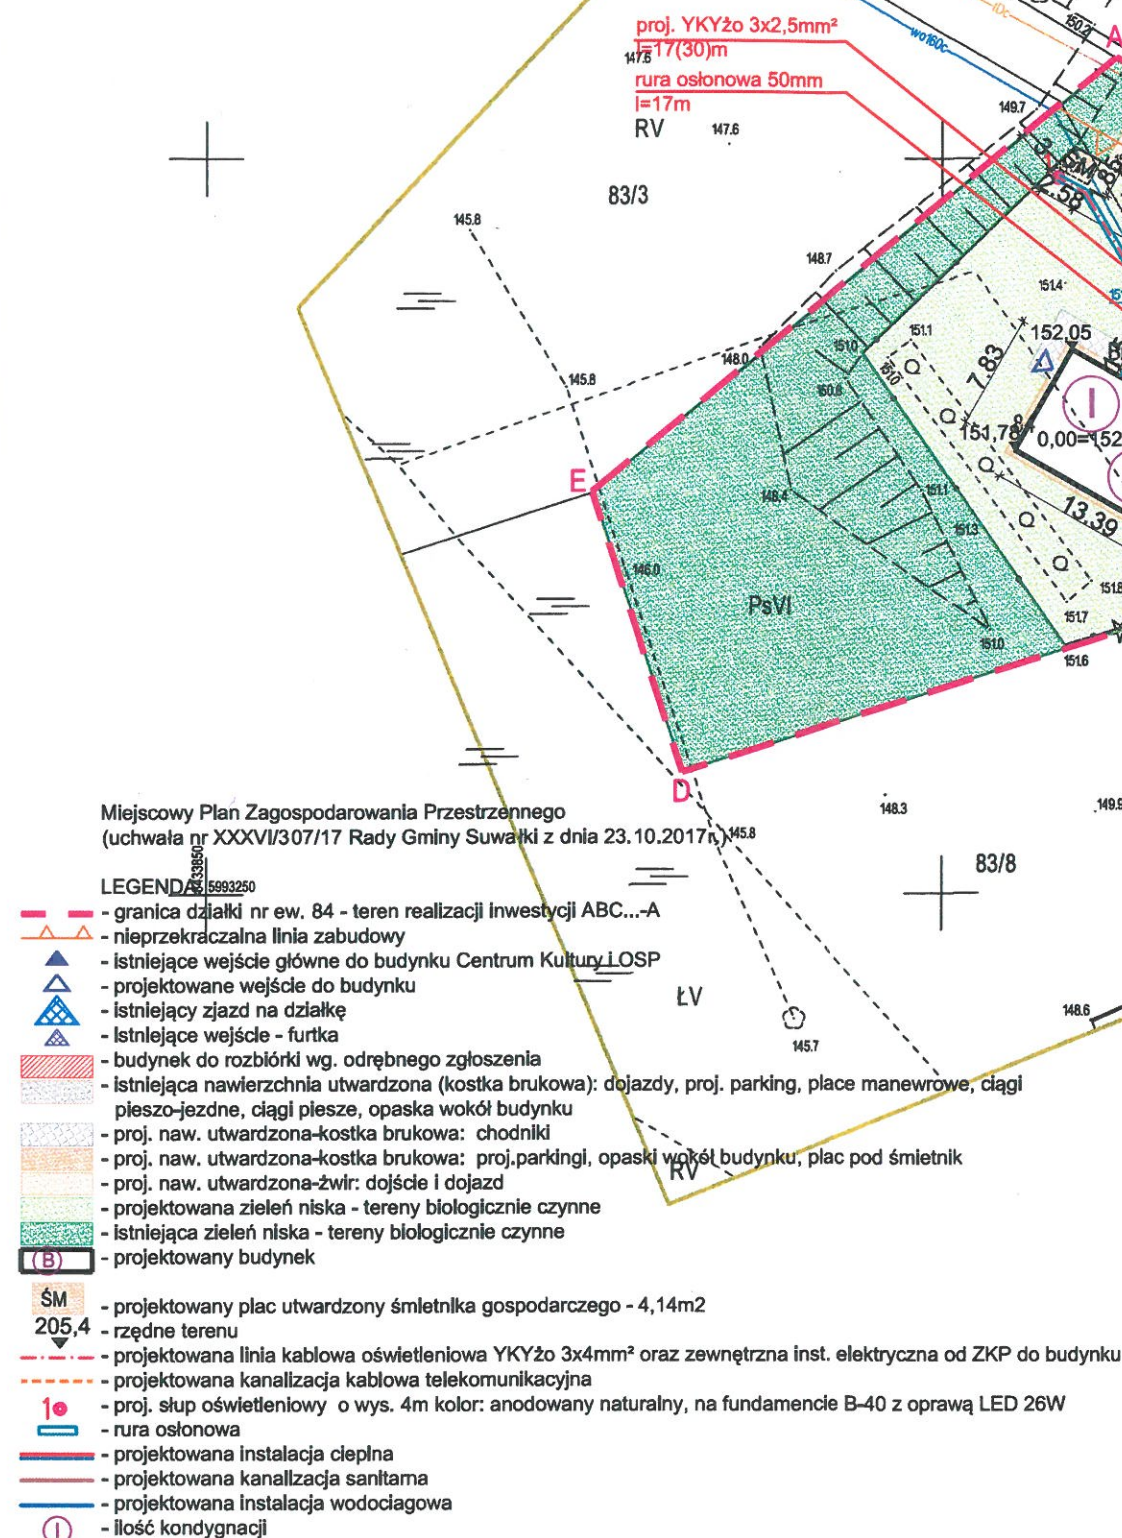 proj. YKYżo 3x2,5mm²
l=17(30)m
147.6
rura osłonowa 50mm
l=17m
RV
147.6
wo160c
150.2
A
149.7
83/3
145.8
148.7
2.58
151.4
152,05
151.1
7.83
I
148.0
151.0
151.0
145.8
151,78
0,00=152
E
148.4
151.1
13.39
151.3
146.0
PsVI
151.8
151.7
151.0
151.6
D
148.3
149.9
145.8
83/8
Miejscowy Plan Zagospodarowania Przestrzennego
(uchwała nr XXXVI/307/17 Rady Gminy Suwałki z dnia 23.10.2017r.)
LEGENDA
5993250
- granica działki nr ew. 84 - teren realizacji inwestycji ABC...-A
- nieprzekraczalna linia zabudowy
- istniejące wejście główne do budynku Centrum Kultury i OSP
- projektowane wejście do budynku
- istniejący zjazd na działkę
- istniejące wejście - furtka
- budynek do rozbiórki wg. odrębnego zgłoszenia
- istniejąca nawierzchnia utwardzona (kostka brukowa): dojazdy, proj. parking, place manewrowe, ciągi
pieszo-jezdne, ciągi piesze, opaska wokół budynku
- proj. naw. utwardzona-kostka brukowa: chodniki
- proj. naw. utwardzona-kostka brukowa: proj.parkingi, opaski wokół budynku, plac pod śmietnik
- proj. naw. utwardzona-żwir: dojście i dojazd
- projektowana zieleń niska - tereny biologicznie czynne
- istniejąca zieleń niska - tereny biologicznie czynne
B - projektowany budynek
ŚM - projektowany plac utwardzony śmietnika gospodarczego - 4,14m2
205,4 - rzędne terenu
- projektowana linia kablowa oświetleniowa YKYżo 3x4mm² oraz zewnętrzna inst. elektryczna od ZKP do budynku
- projektowana kanalizacja kablowa telekomunikacyjna
1 - proj. słup oświetleniowy o wys. 4m kolor: anodowany naturalny, na fundamencie B-40 z oprawą LED 26W
- rura osłonowa
- projektowana instalacja cieplna
- projektowana kanalizacja sanitarna
- projektowana instalacja wodociagowa
I - ilość kondygnacji
ŁV
145.7
148.6
RV